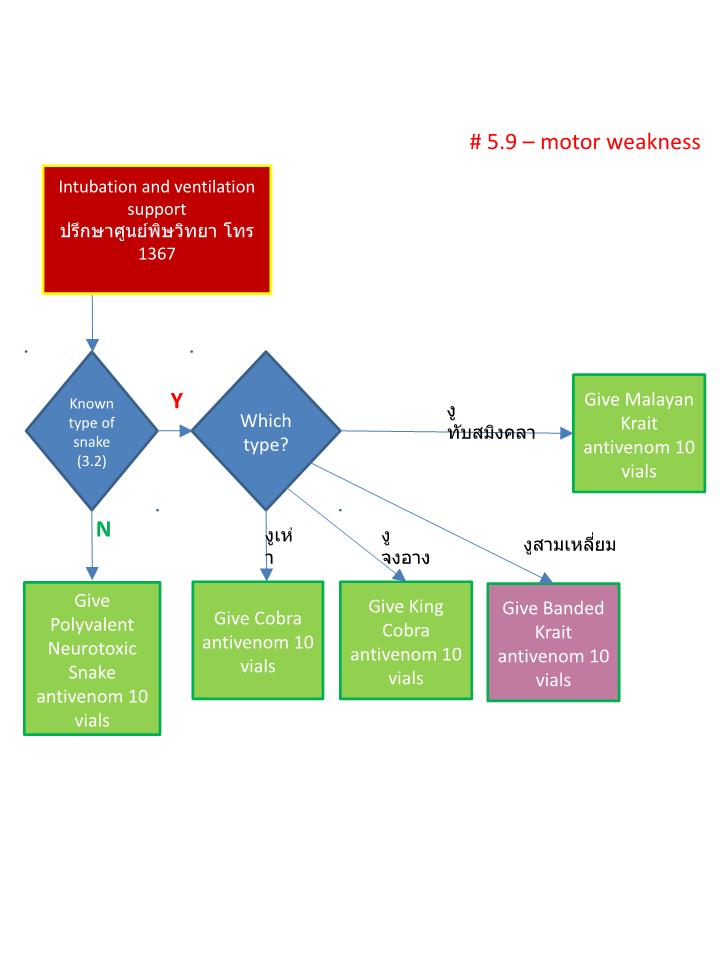 # 5.9 – motor weakness
Intubation and ventilation
support
ปรึกษาศูนย์พิษวิทยา โทร
1367
Known
type of
snake
(3.2)
Y
Which
type?
งู
ทับสมิงคลา
Give Malayan
Krait
antivenom 10
vials
N
งูเห่
า
งู
จงอาง
งูสามเหลี่ยม
Give
Polyvalent
Neurotoxic
Snake
antivenom 10
vials
Give Cobra
antivenom 10
vials
Give King
Cobra
antivenom 10
vials
Give Banded
Krait
antivenom 10
vials